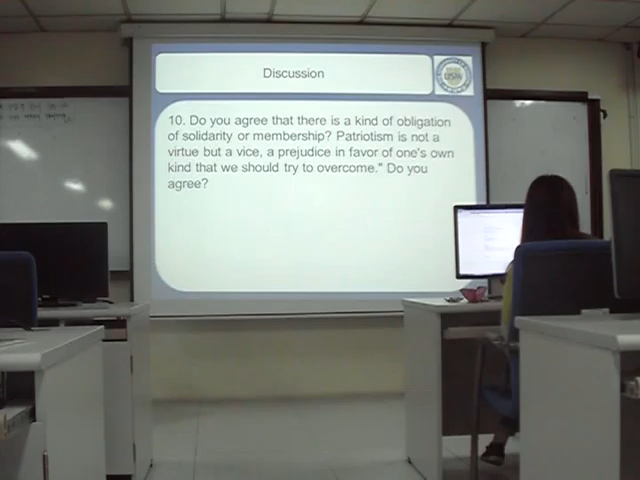 Discussion
10. Do you agree that there is a kind of obligation
of solidarity or membership? Patriotism is not a
virtue but a vice, a prejudice in favor of one's own
kind that we should try to overcome." Do you
agree?